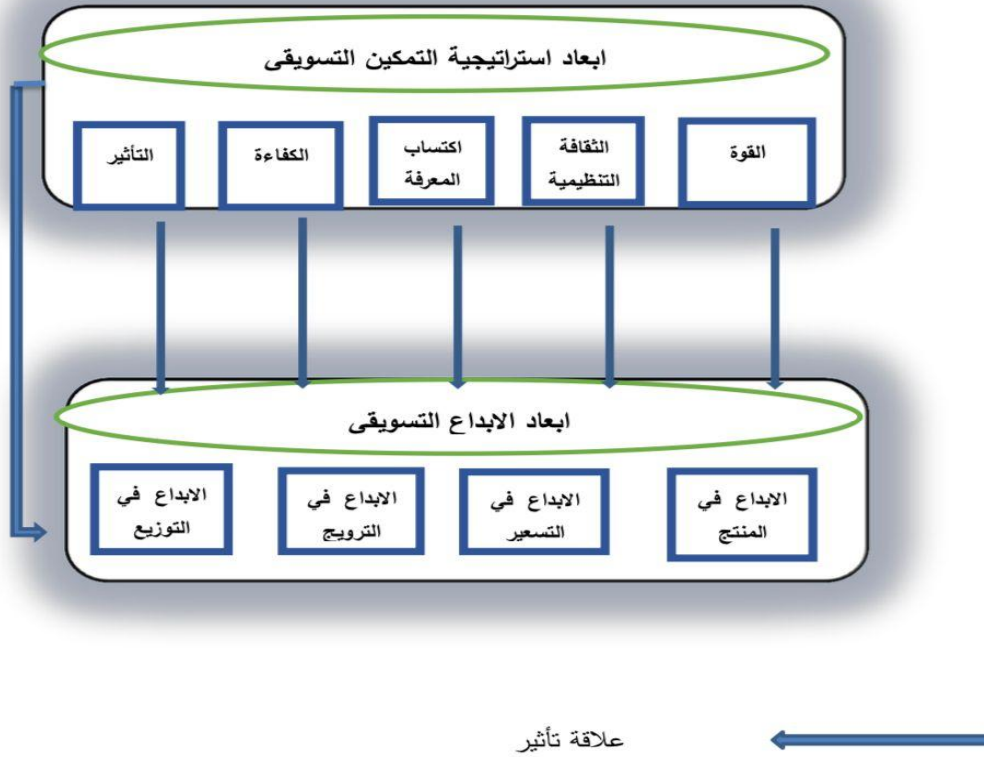 ابعاد استراتيجية التمكين التسويقى
القوة
الثقافة
التنظيمية
اكتساب
المعرفة
الكفاءة
التأثير
ابعاد الابداع التسويقى
الابداع في
المنتج
الابداع في
التسعير
الابداع في
الترويج
الابداع في
التوزيع
علاقة تأثير